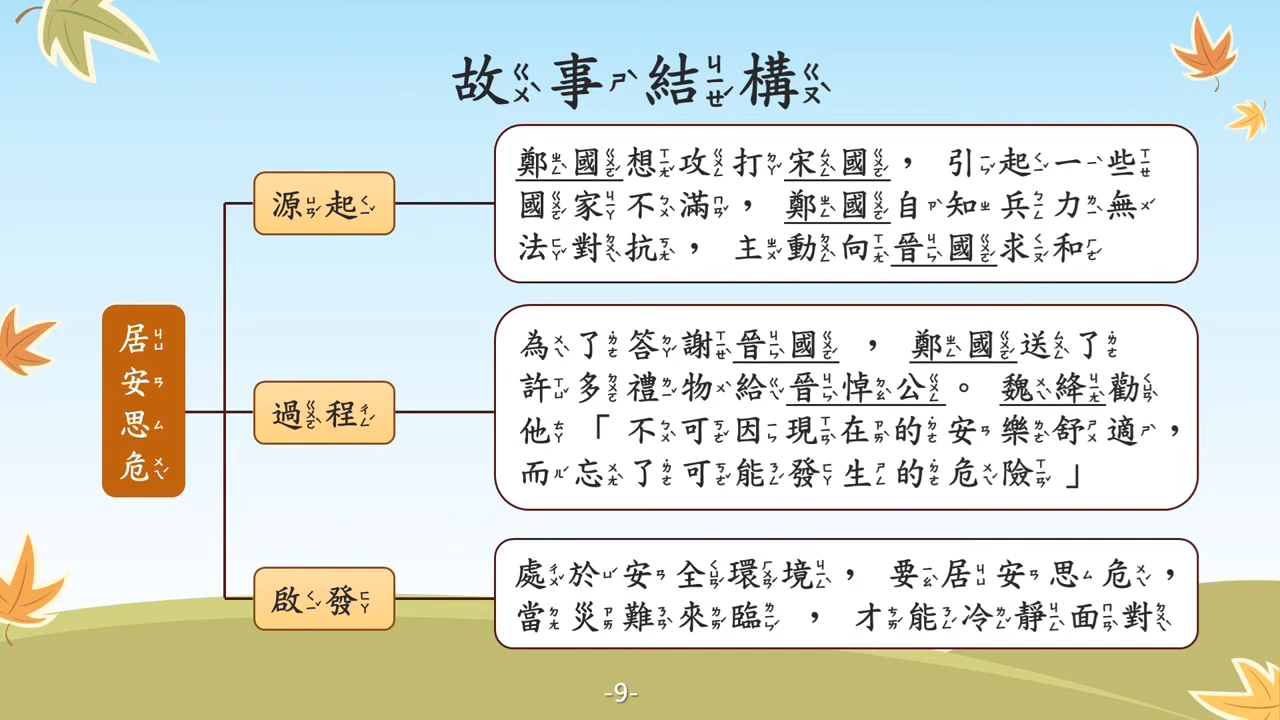 故事結構
居安思危
源起
鄭國想攻打宋國，引起一些
國家不滿，鄭國自知兵力無
法對抗，主動向晉國求和
過程
為了答謝晉國，鄭國送了
許多禮物給晉悼公。魏絳勸
他「不可因現在的安樂舒適，
而忘了可能發生的危險」
啟發
處於安全環境，要居安思危，
當災難來臨，才能冷靜面對
-9-